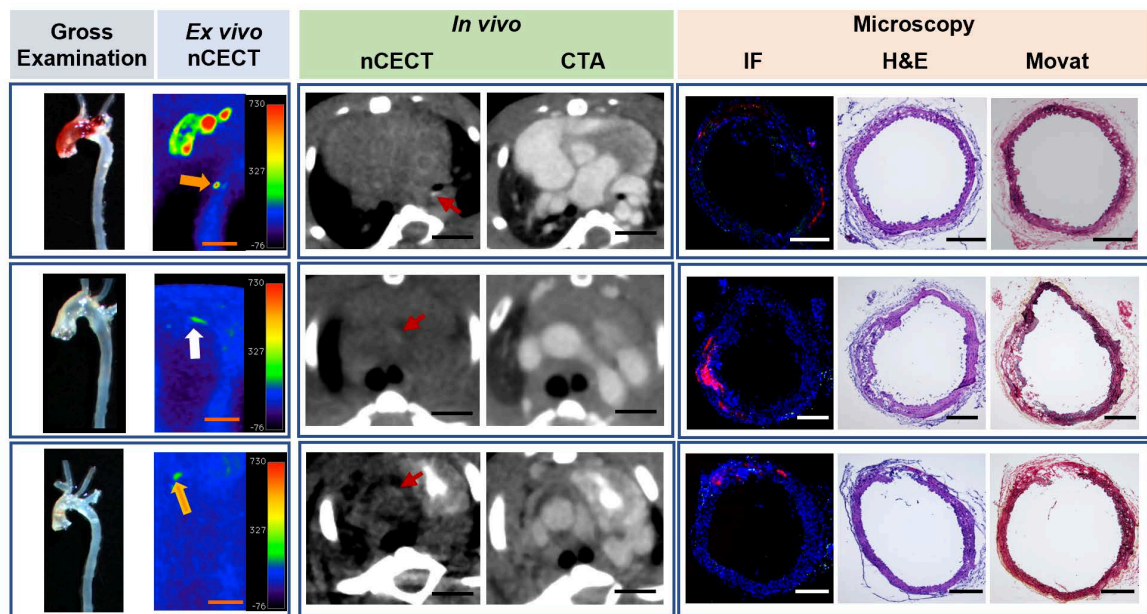 Gross
Examination
Ex vivo
nCECT
In vivo
nCECT
CTA
Microscopy
IF
H&E
Movat
730
327
-76
730
327
-76
730
327
-76